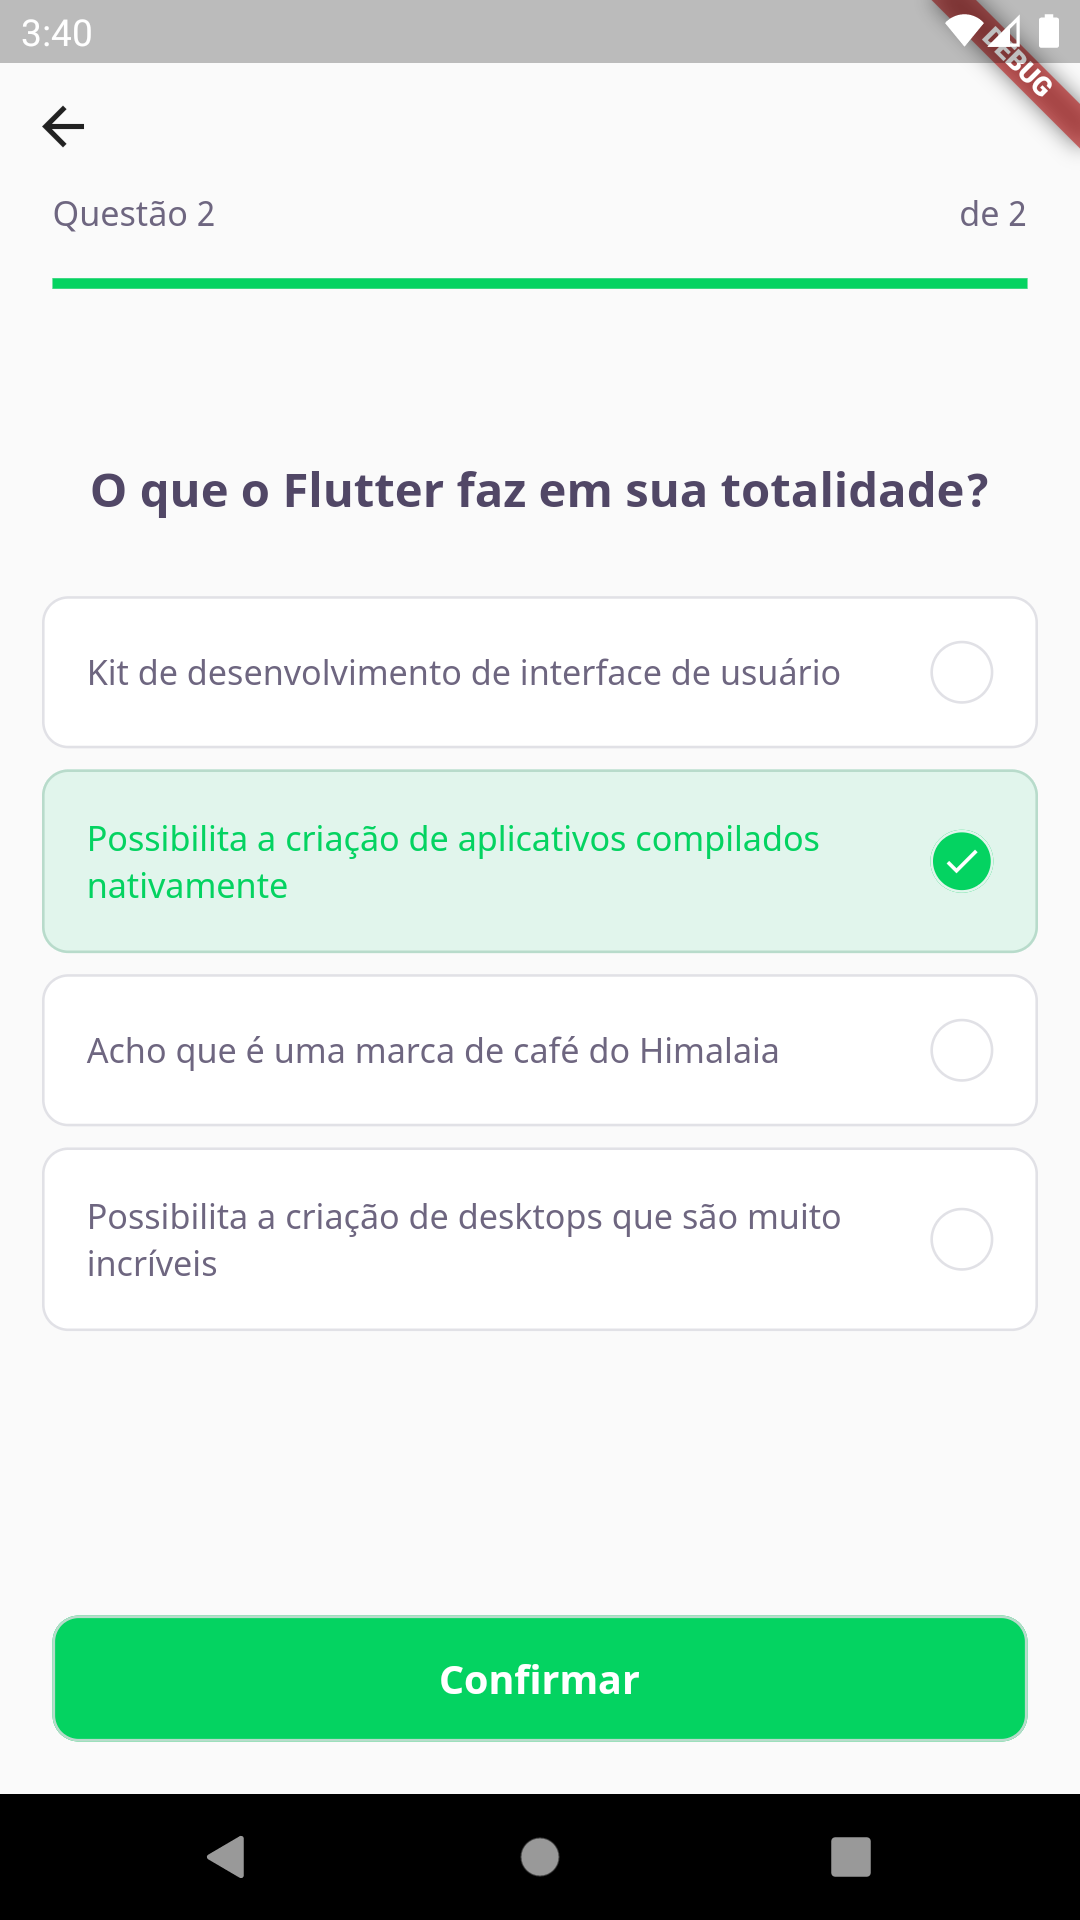 3:40
DEBUG
Questão 2
de 2
O que o Flutter faz em sua totalidade?
Kit de desenvolvimento de interface de usuário
Possibilita a criação de aplicativos compilados
nativamente
Acho que é uma marca de café do Himalaia
Possibilita a criação de desktops que são muito
incríveis
Confirmar